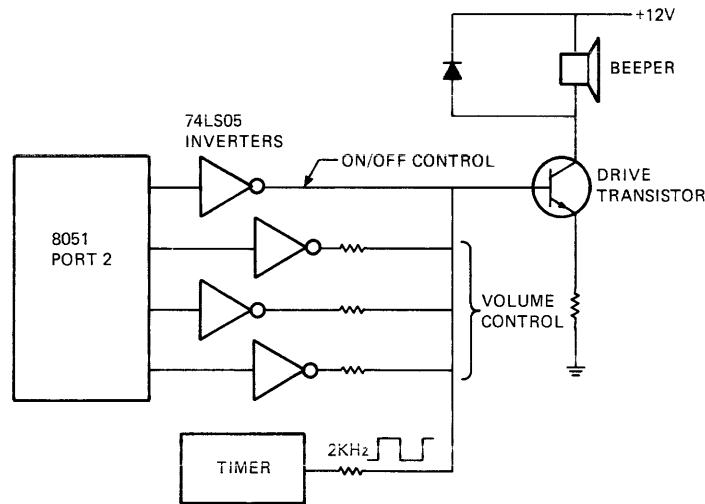 +12V
BEEPER
74LS05
INVERTERS
ON/OFF CONTROL
DRIVE
TRANSISTOR
8051
PORT 2
VOLUME
CONTROL
2KHz
TIMER